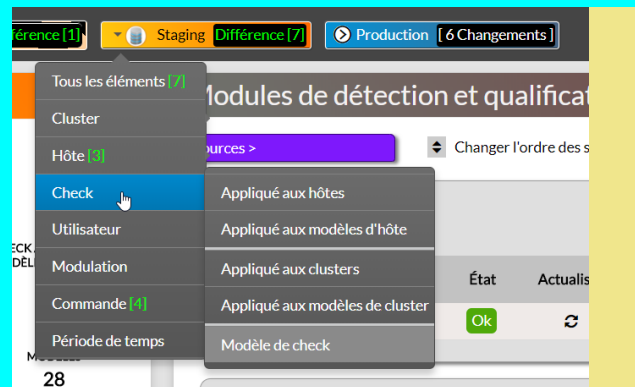 férence [1]
Staging Différence [7]
Production [ 6 Changements ]
Tous les éléments [7]
Modules de détection et qualificat
Cluster
Hôte [3]
ources >
Changer l'ordre des s
Check
Appliqué aux hôtes
Utilisateur
Appliqué aux modèles d'hôte
Modulation
Appliqué aux clusters
État
Actualis
Commande [4]
Appliqué aux modèles de cluster
Ok
Période de temps
Modèle de check
28